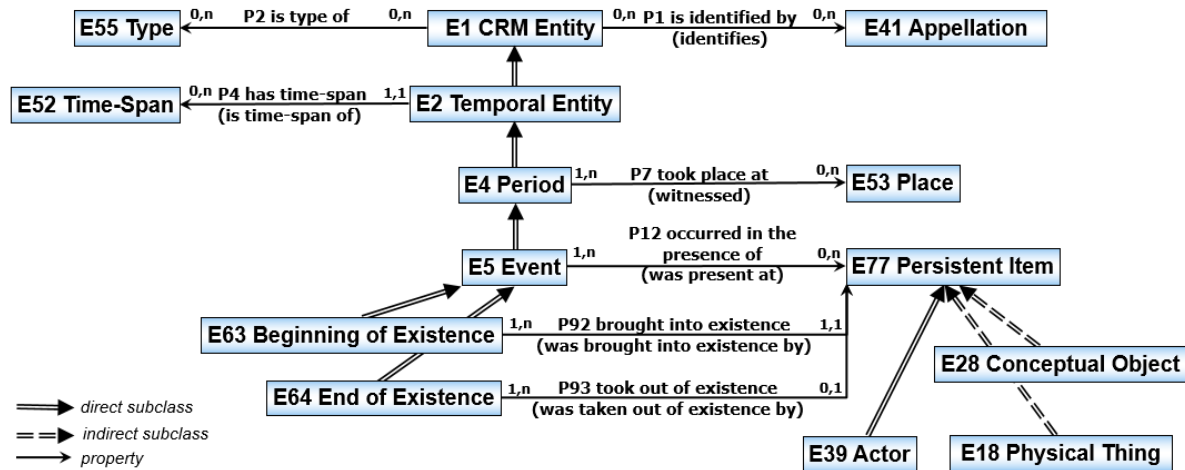 E55 Type
0,n
P2 is type of
0,n
E1 CRM Entity
0,n
P1 is identified by
0,n
(identifies)
E41 Appellation
E52 Time-Span
0,n
P4 has time-span
1,1
(is time-span of)
E2 Temporal Entity
E4 Period
1,n
P7 took place at
0,n
(witnessed)
E53 Place
E5 Event
1,n
P12 occurred in the
presence of
0,n
(was present at)
E77 Persistent Item
E63 Beginning of Existence
1,n
P92 brought into existence
1,1
(was brought into existence by)
E28 Conceptual Object
E64 End of Existence
1,n
P93 took out of existence
0,1
(was taken out of existence by)
direct subclass
indirect subclass
property
E39 Actor
E18 Physical Thing